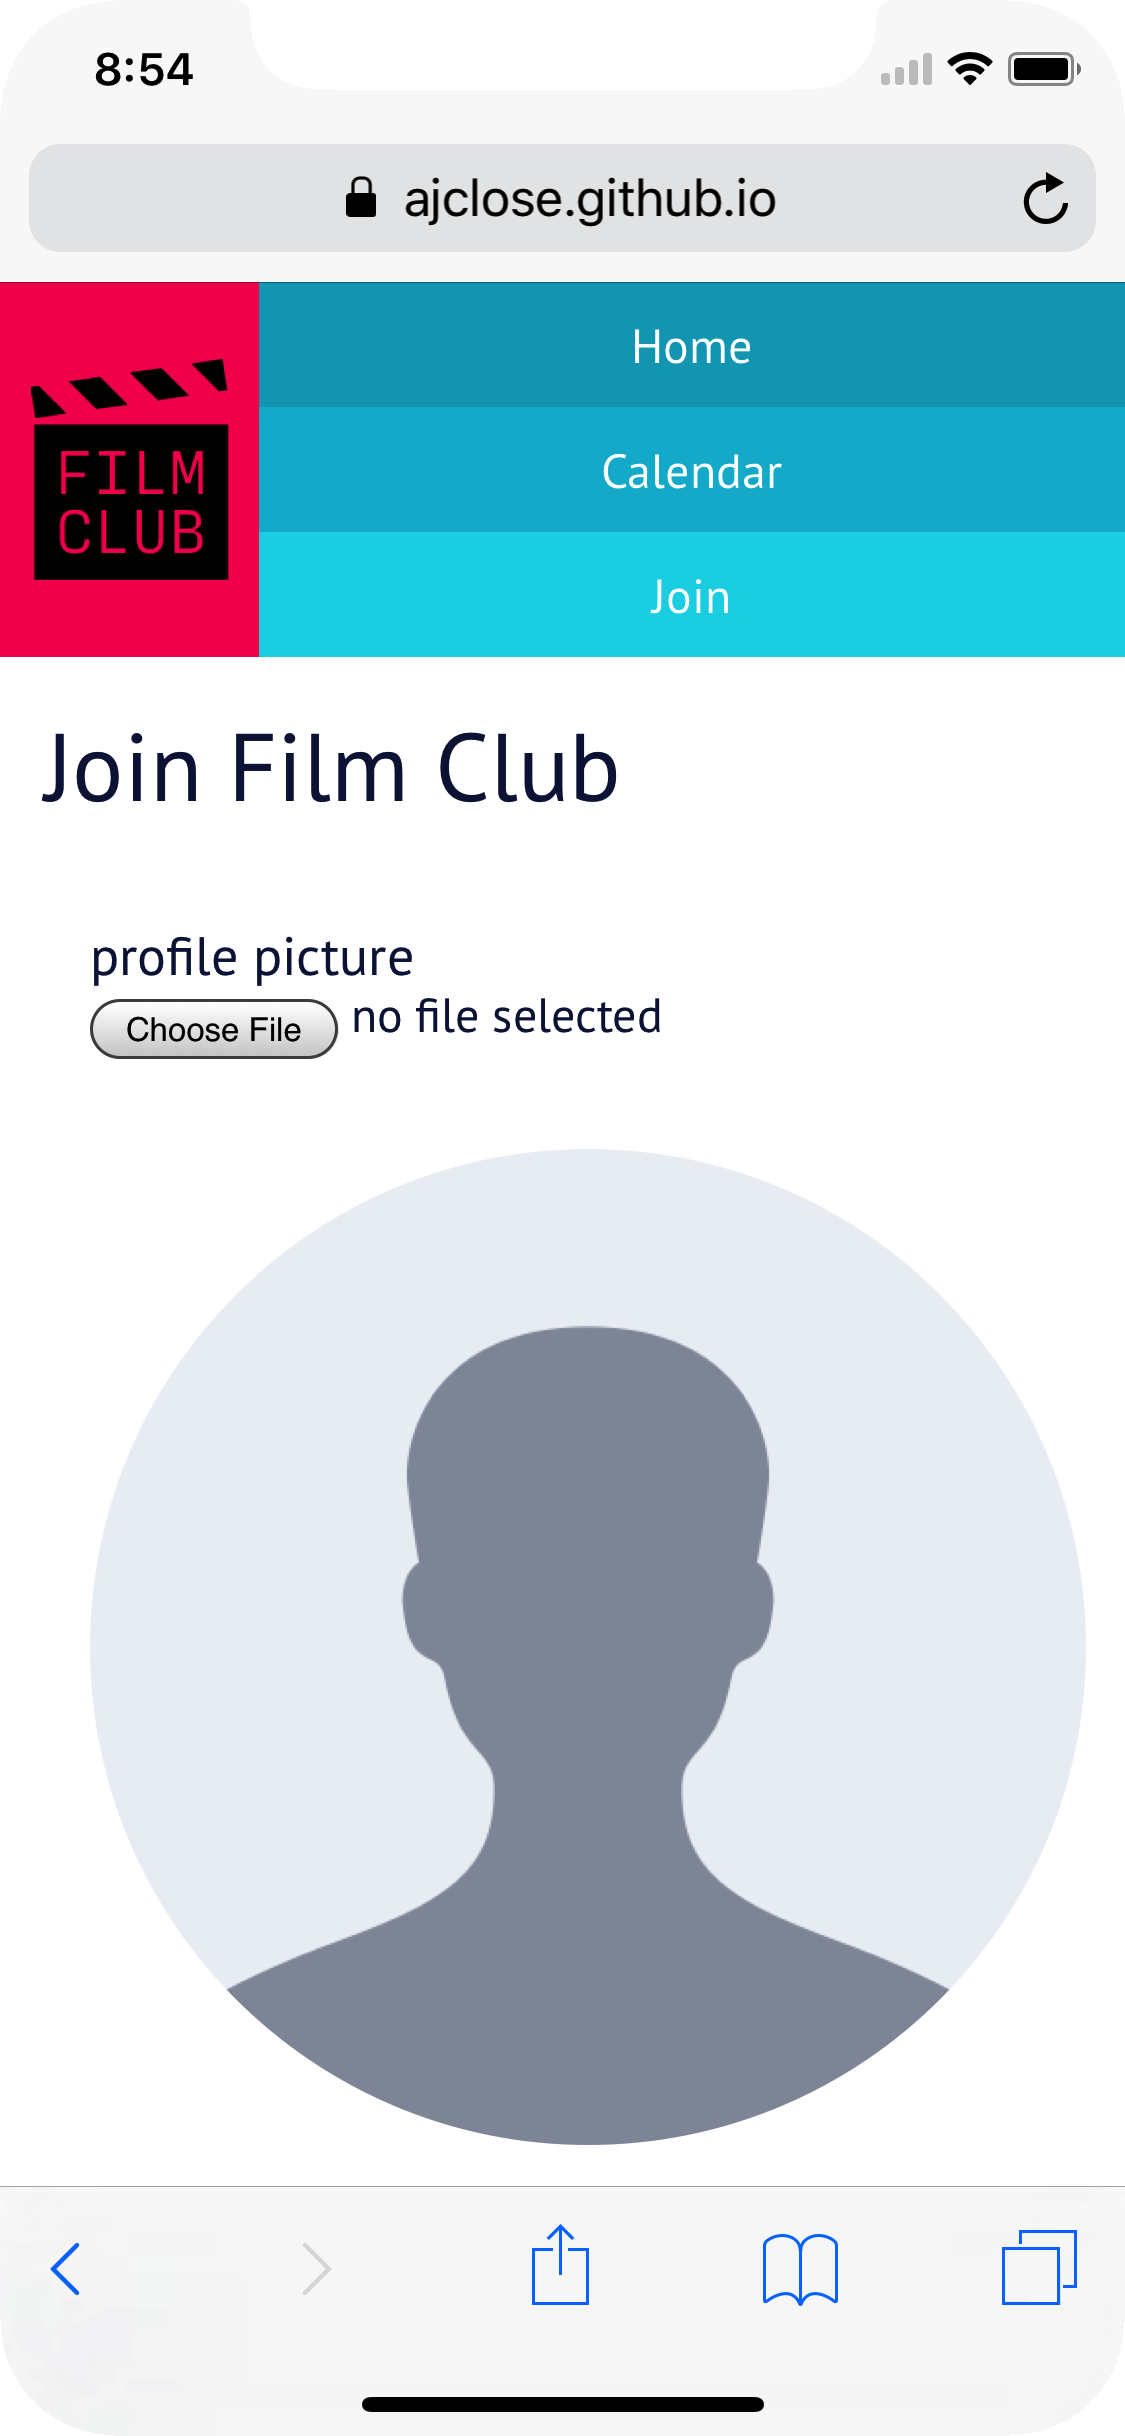 8:54
ajclose.github.io
FILM
CLUB
Home
Calendar
Join
Join Film Club
profile picture
Choose File no file selected